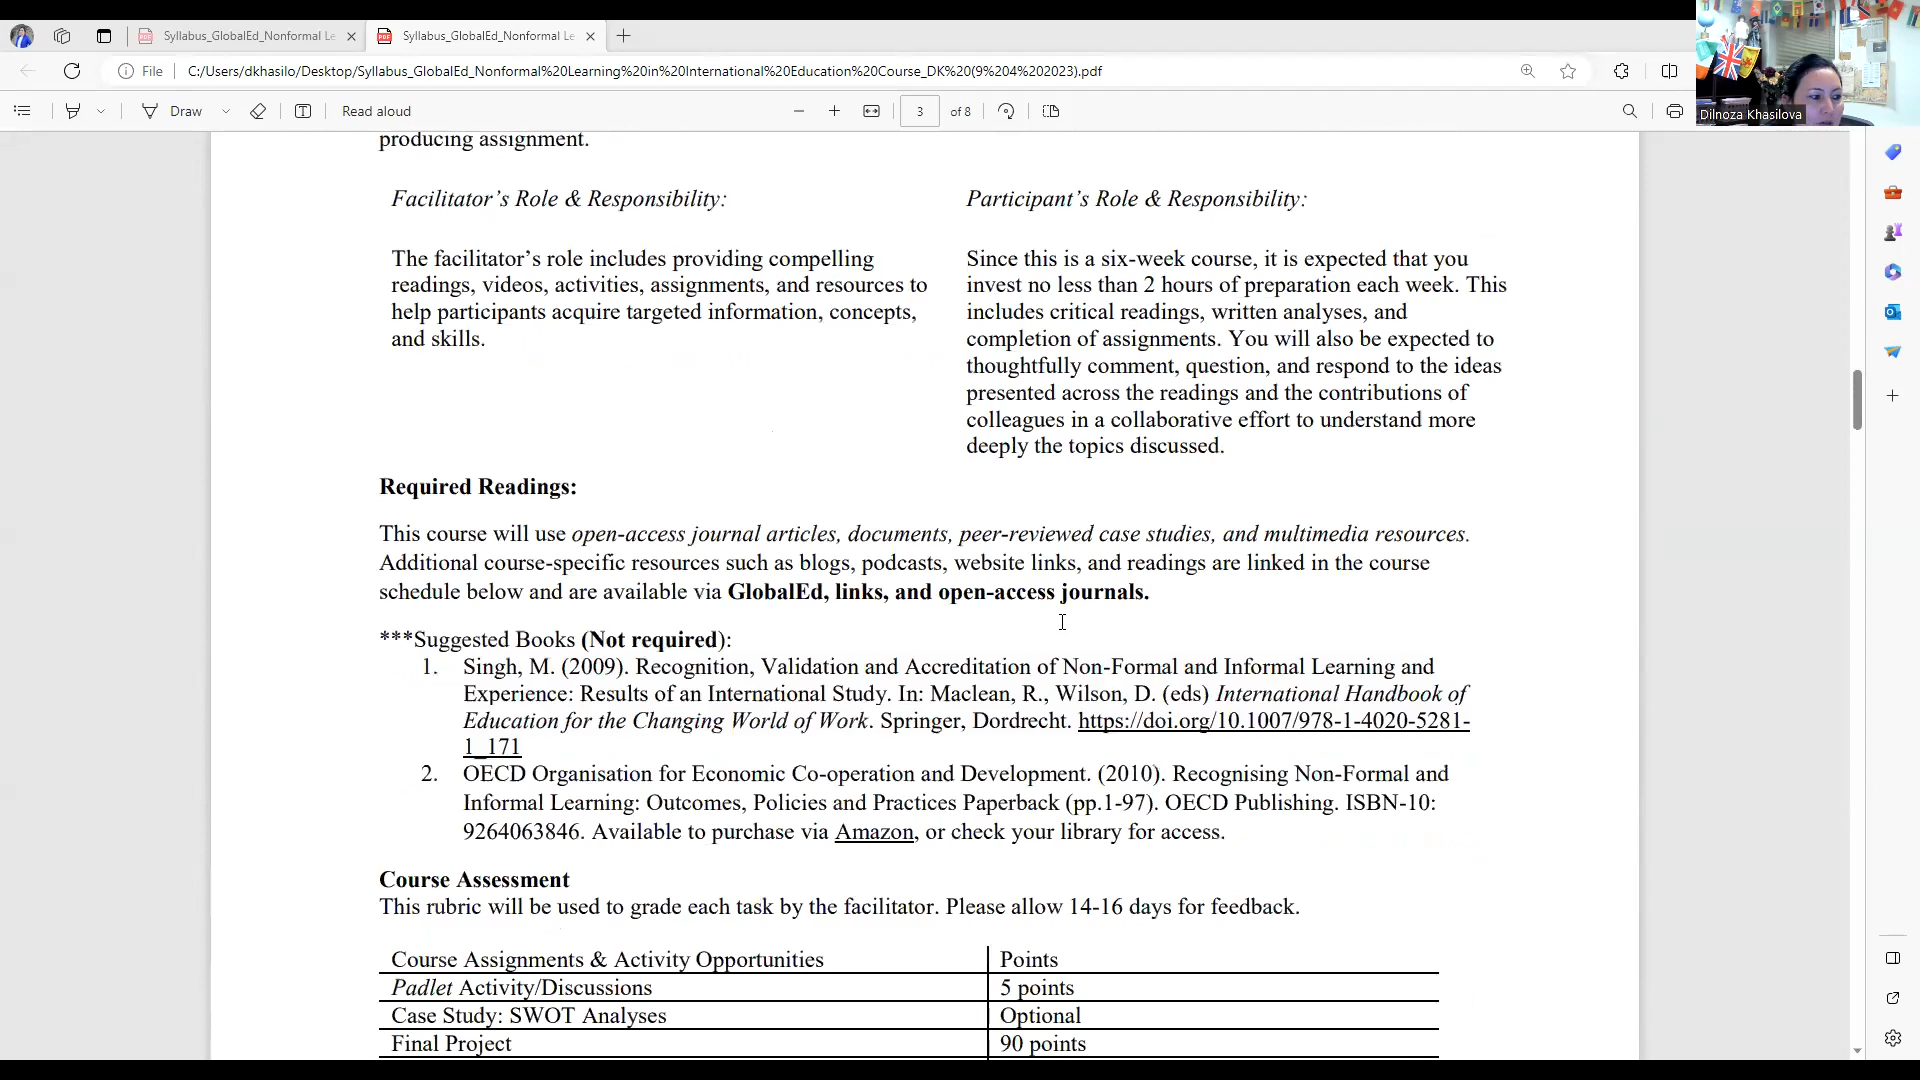 Syllabus_GlobalEd_Nonformal Le
Syllabus_GlobalEd_Nonformal Le
File
C:/Users/dkhasilo/Desktop/Syllabus_GlobalEd_Nonformal%20Learning%20in%20International%20Education%20Course_DK%20(9%204%202023).pdf
Draw
Read aloud
3
of 8
Dilnoza Khasilova
producing assignment.
Facilitator’s Role & Responsibility:
The facilitator’s role includes providing compelling
readings, videos, activities, assignments, and resources to
help participants acquire targeted information, concepts,
and skills.
Participant’s Role & Responsibility:
Since this is a six-week course, it is expected that you
invest no less than 2 hours of preparation each week. This
includes critical readings, written analyses, and
completion of assignments. You will also be expected to
thoughtfully comment, question, and respond to the ideas
presented across the readings and the contributions of
colleagues in a collaborative effort to understand more
deeply the topics discussed.
Required Readings:
This course will use open-access journal articles, documents, peer-reviewed case studies, and multimedia resources.
Additional course-specific resources such as blogs, podcasts, website links, and readings are linked in the course
schedule below and are available via GlobalEd, links, and open-access journals.
***Suggested Books (Not required):
1. Singh, M. (2009). Recognition, Validation and Accreditation of Non-Formal and Informal Learning and
Experience: Results of an International Study. In: Maclean, R., Wilson, D. (eds) International Handbook of
Education for the Changing World of Work. Springer, Dordrecht. https://doi.org/10.1007/978-1-4020-5281-
1_171
2. OECD Organisation for Economic Co-operation and Development. (2010). Recognising Non-Formal and
Informal Learning: Outcomes, Policies and Practices Paperback (pp.1-97). OECD Publishing. ISBN-10:
9264063846. Available to purchase via Amazon, or check your library for access.
Course Assessment
This rubric will be used to grade each task by the facilitator. Please allow 14-16 days for feedback.
Course Assignments & Activity Opportunities
Points
Padlet Activity/Discussions
5 points
Case Study: SWOT Analyses
Optional
Final Project
90 points